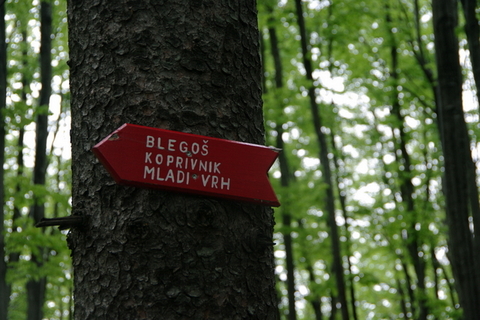 BLEGOŠ
KOPRIVNIK
MLADI VRH